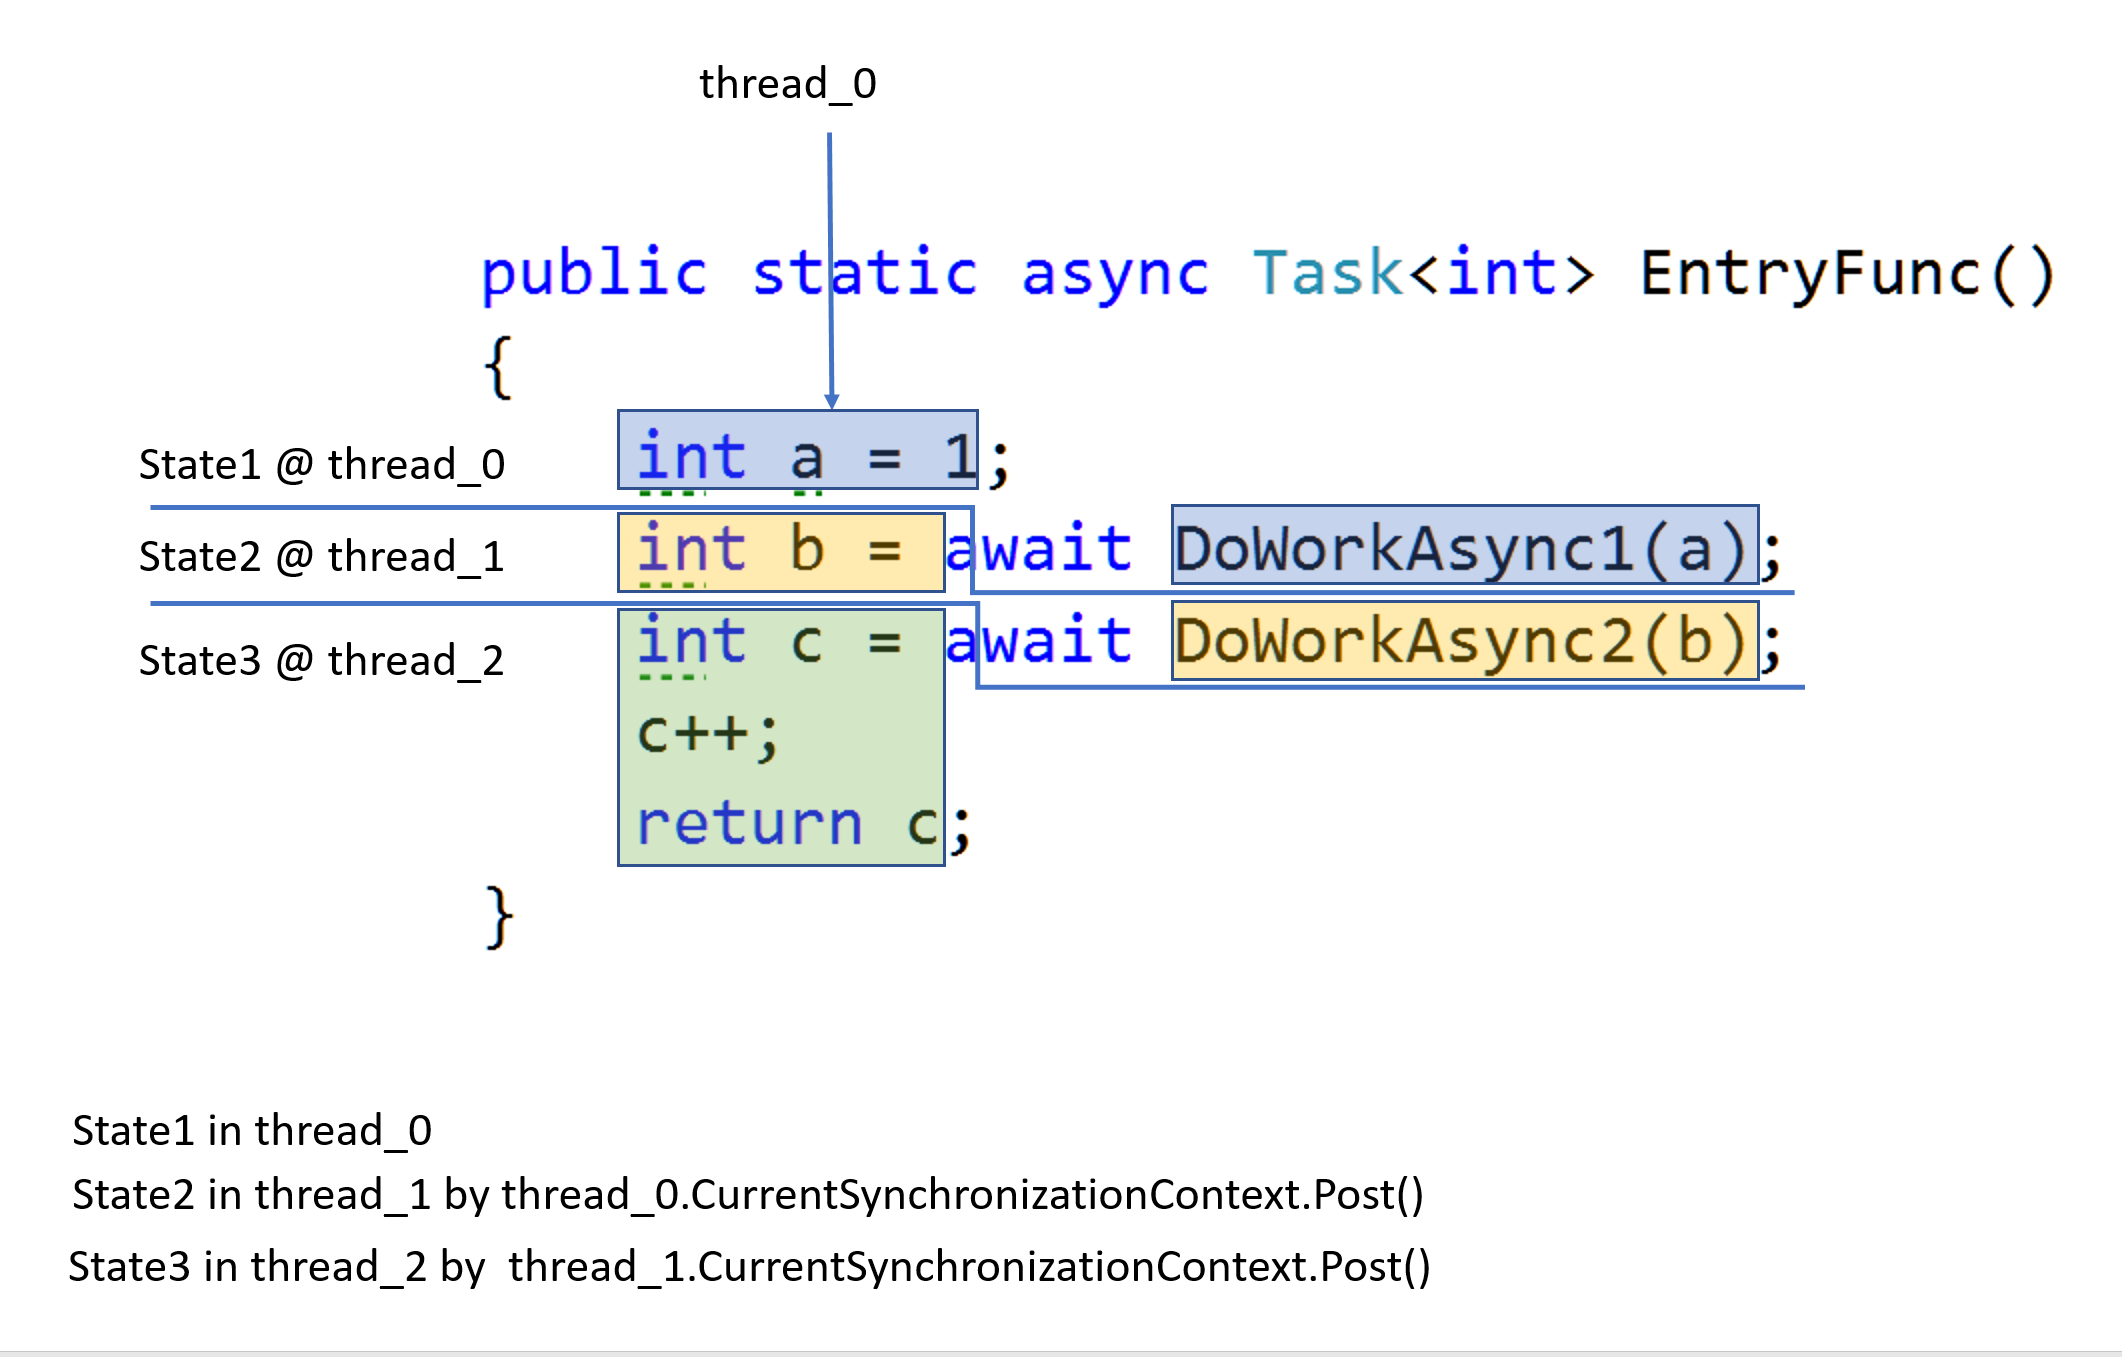 thread_0
public static async Task<int> EntryFunc()
{
State1 @ thread_0 int a = 1;
State2 @ thread_1 int b = await DoWorkAsync1(a);
State3 @ thread_2 int c = await DoWorkAsync2(b);
c++;
return c;
}
State1 in thread_0
State2 in thread_1 by thread_0.CurrentSynchronizationContext.Post()
State3 in thread_2 by thread_1.CurrentSynchronizationContext.Post()